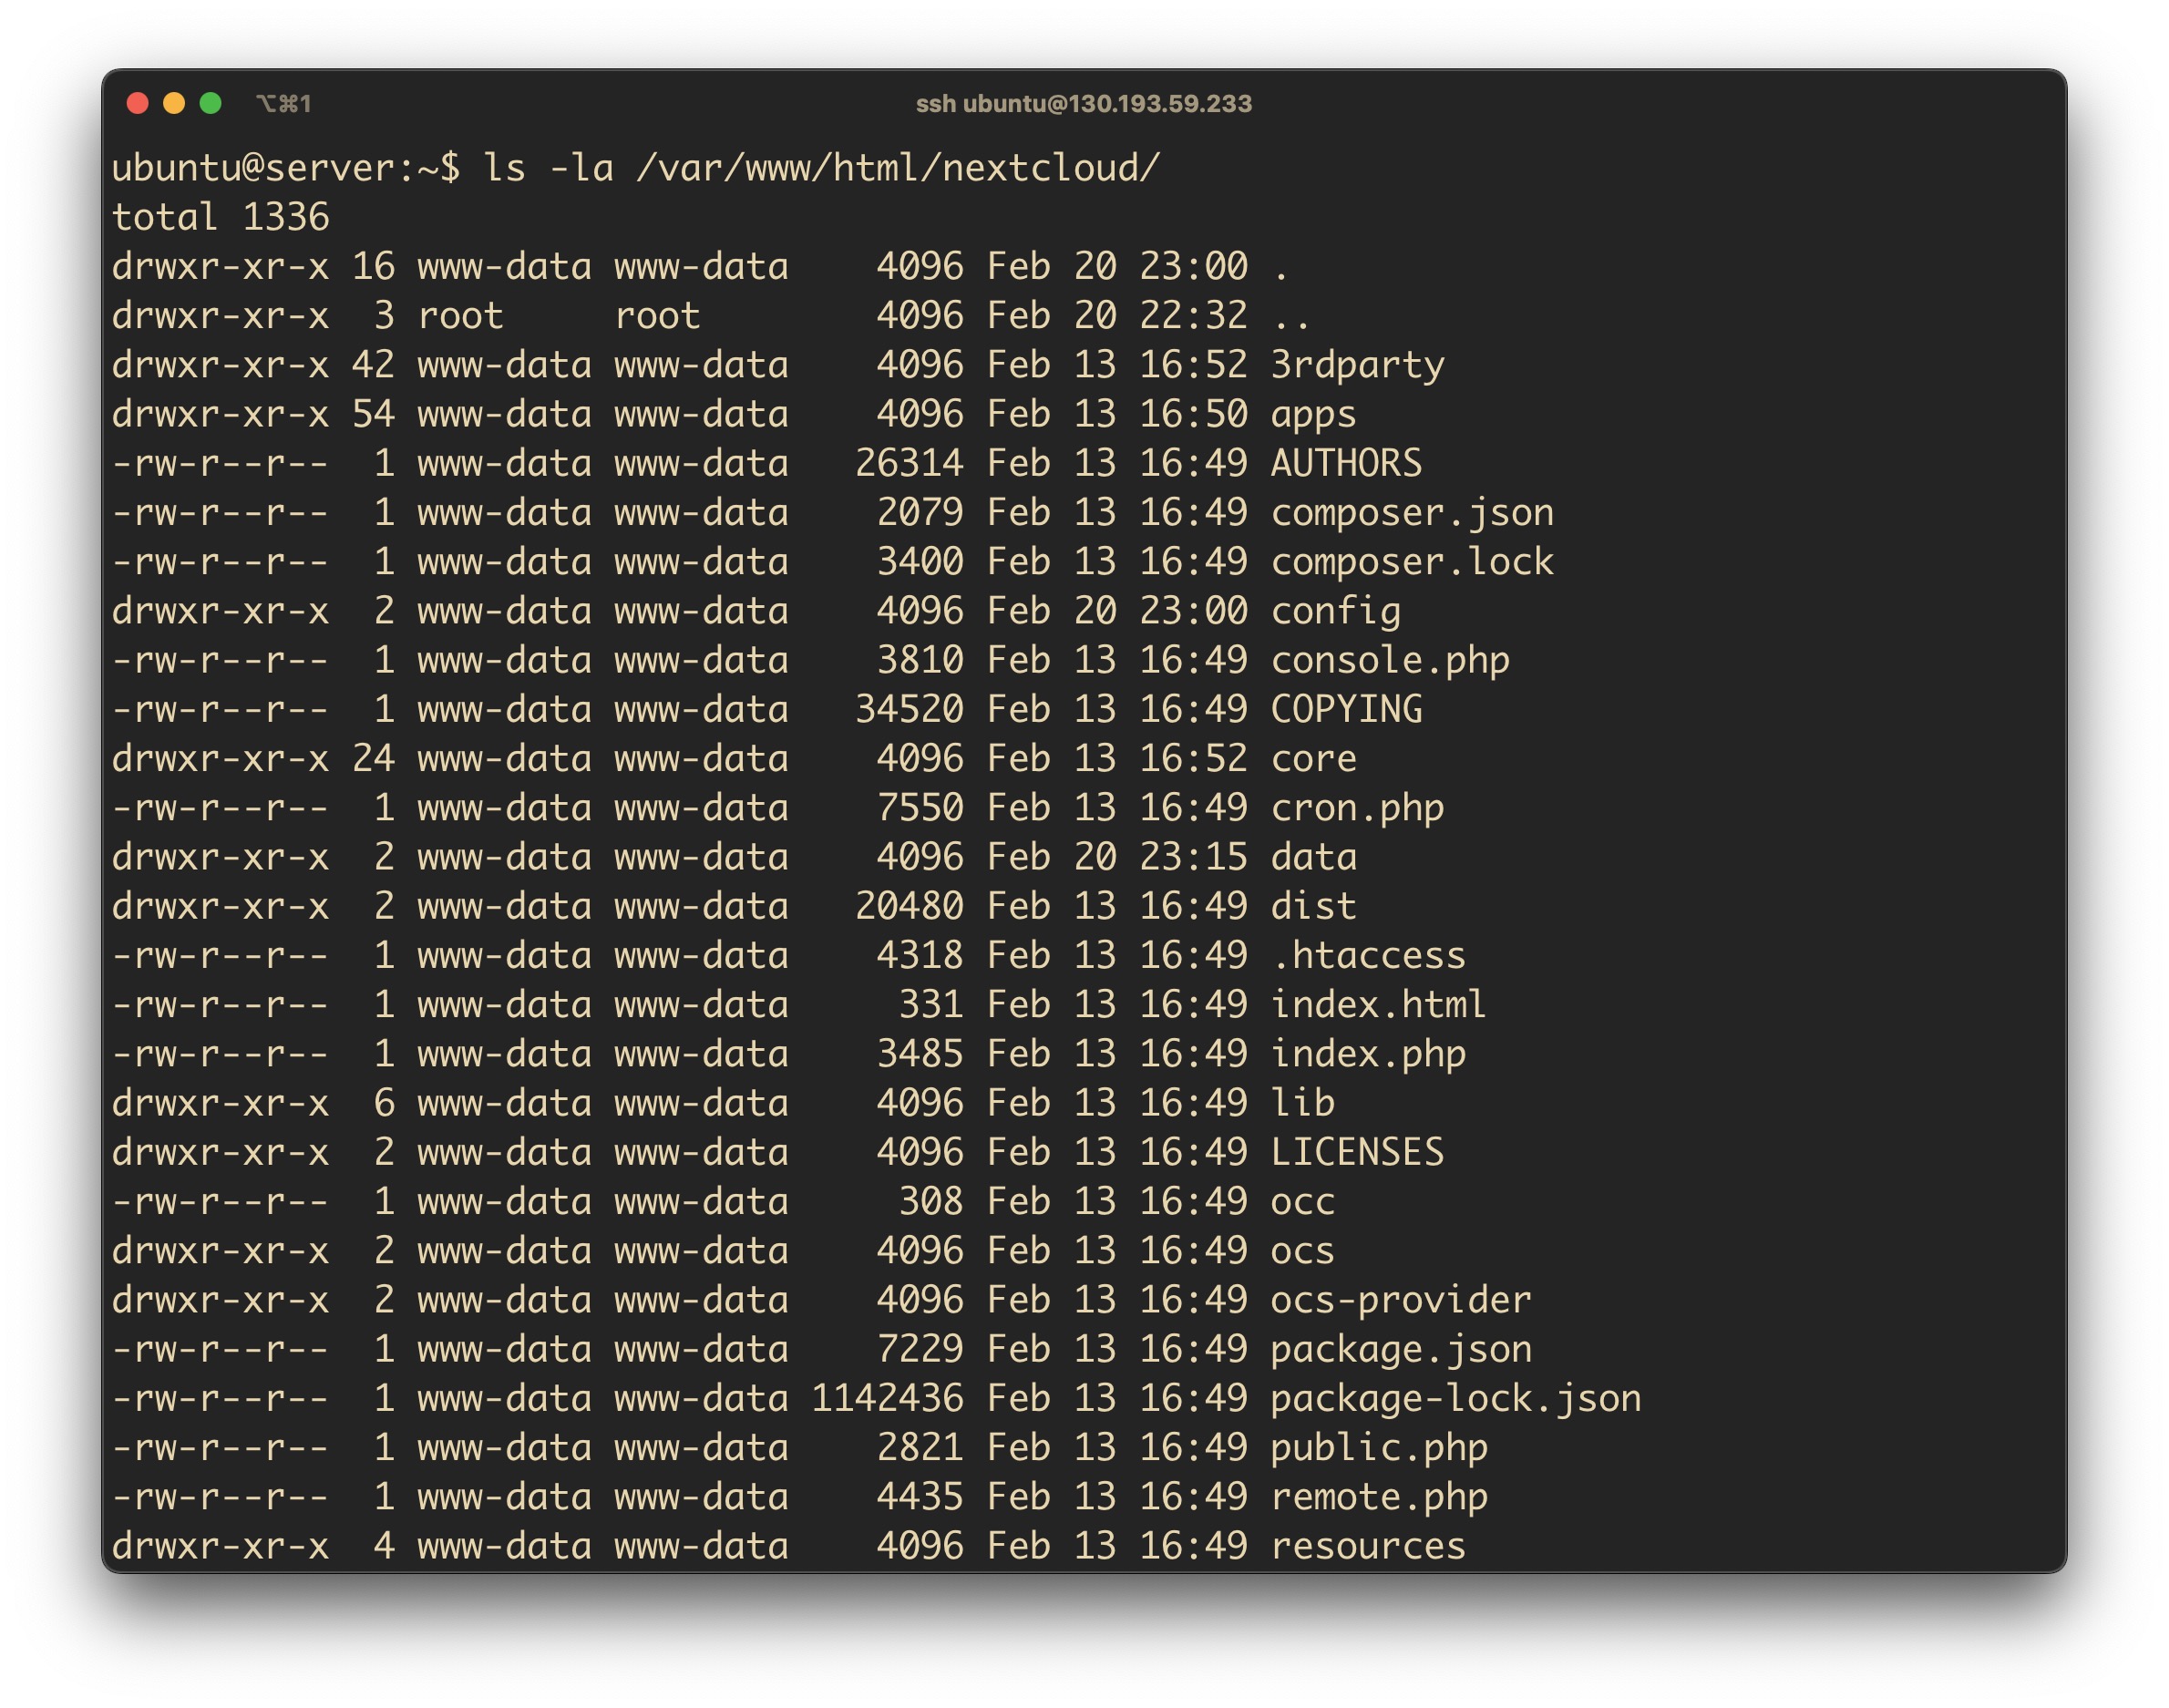 ⌥⌘1 ssh ubuntu@130.193.59.233
ubuntu@server:~$ ls -la /var/www/html/nextcloud/
total 1336
drwxr-xr-x 16 www-data www-data    4096 Feb 20 23:00 .
drwxr-xr-x  3 root     root        4096 Feb 20 22:32 ..
drwxr-xr-x 42 www-data www-data    4096 Feb 13 16:52 3rdparty
drwxr-xr-x 54 www-data www-data    4096 Feb 13 16:50 apps
-rw-r--r--  1 www-data www-data   26314 Feb 13 16:49 AUTHORS
-rw-r--r--  1 www-data www-data    2079 Feb 13 16:49 composer.json
-rw-r--r--  1 www-data www-data    3400 Feb 13 16:49 composer.lock
drwxr-xr-x  2 www-data www-data    4096 Feb 20 23:00 config
-rw-r--r--  1 www-data www-data    3810 Feb 13 16:49 console.php
-rw-r--r--  1 www-data www-data   34520 Feb 13 16:49 COPYING
drwxr-xr-x 24 www-data www-data    4096 Feb 13 16:52 core
-rw-r--r--  1 www-data www-data    7550 Feb 13 16:49 cron.php
drwxr-xr-x  2 www-data www-data    4096 Feb 20 23:15 data
drwxr-xr-x  2 www-data www-data   20480 Feb 13 16:49 dist
-rw-r--r--  1 www-data www-data    4318 Feb 13 16:49 .htaccess
-rw-r--r--  1 www-data www-data     331 Feb 13 16:49 index.html
-rw-r--r--  1 www-data www-data    3485 Feb 13 16:49 index.php
drwxr-xr-x  6 www-data www-data    4096 Feb 13 16:49 lib
drwxr-xr-x  2 www-data www-data    4096 Feb 13 16:49 LICENSES
-rw-r--r--  1 www-data www-data     308 Feb 13 16:49 occ
drwxr-xr-x  2 www-data www-data    4096 Feb 13 16:49 ocs
drwxr-xr-x  2 www-data www-data    4096 Feb 13 16:49 ocs-provider
-rw-r--r--  1 www-data www-data    7229 Feb 13 16:49 package.json
-rw-r--r--  1 www-data www-data 1142436 Feb 13 16:49 package-lock.json
-rw-r--r--  1 www-data www-data    2821 Feb 13 16:49 public.php
-rw-r--r--  1 www-data www-data    4435 Feb 13 16:49 remote.php
drwxr-xr-x  4 www-data www-data    4096 Feb 13 16:49 resources